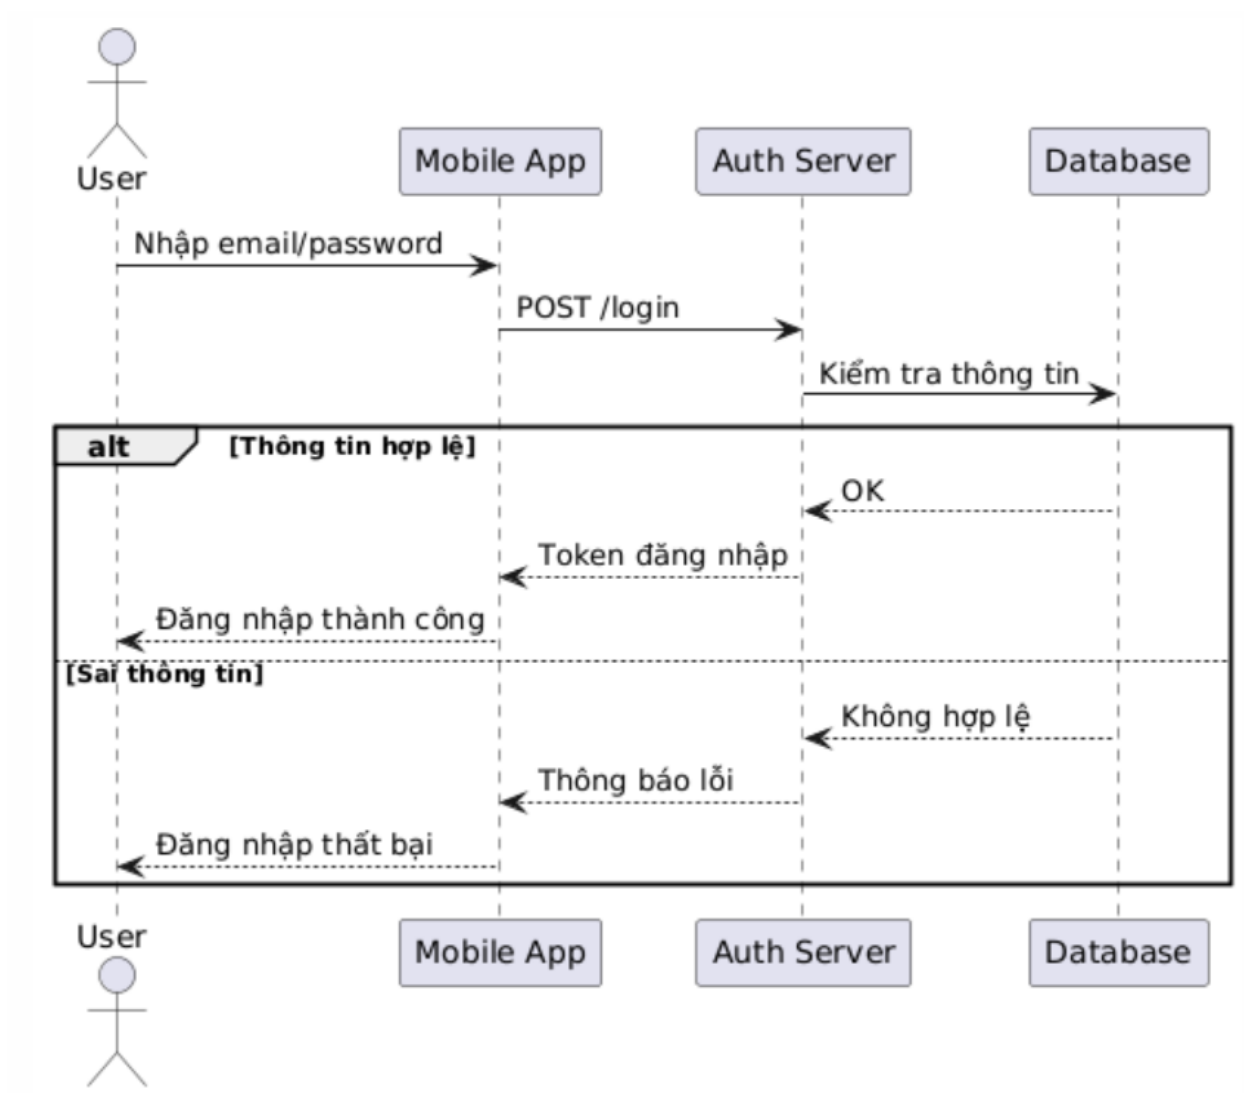 User
Mobile App
Auth Server
Database
Nhập email/password
POST /login
Kiểm tra thông tin
alt
[Thông tin hợp lệ]
OK
Token đăng nhập
Đăng nhập thành công
[Sai thông tin]
Không hợp lệ
Thông báo lỗi
Đăng nhập thất bại
User
Mobile App
Auth Server
Database